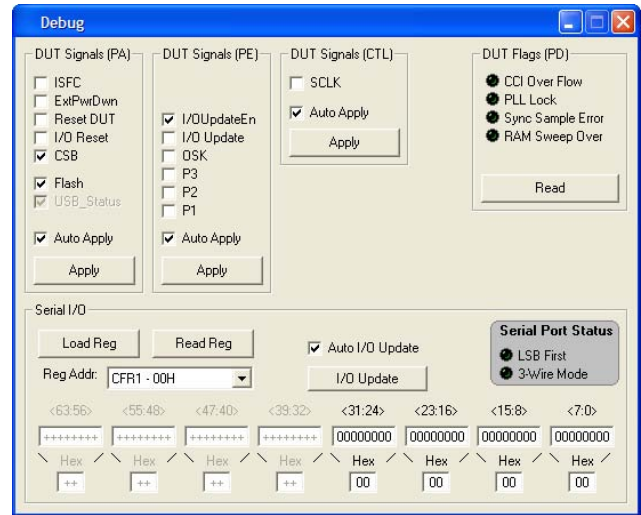 Debug
DUT Signals (PA)
ISFC
ExtPwrDwn
Reset DUT
I/O Reset
CSB
Flash
USB_Status
Auto Apply
Apply
DUT Signals (PE)
I/OUpdateEn
I/O Update
OSK
P3
P2
P1
Auto Apply
Apply
DUT Signals (CTL)
SCLK
Auto Apply
Apply
DUT Flags (PD)
CCI Over Flow
PLL Lock
Sync Sample Error
RAM Sweep Over
Read
Serial I/O
Load Reg Read Reg
Reg Addr: CFR1 - 00H
Auto I/O Update
I/O Update
Serial Port Status
LSB First
3-Wire Mode
<63:56> <55:48> <47:40> <39:32> <31:24> <23:16> <15:8> <7:0>
++++++++ ++++++++ ++++++++ ++++++++ 00000000 00000000 00000000 00000000
Hex Hex Hex Hex Hex Hex Hex Hex
++ ++ ++ ++ 00 00 00 00